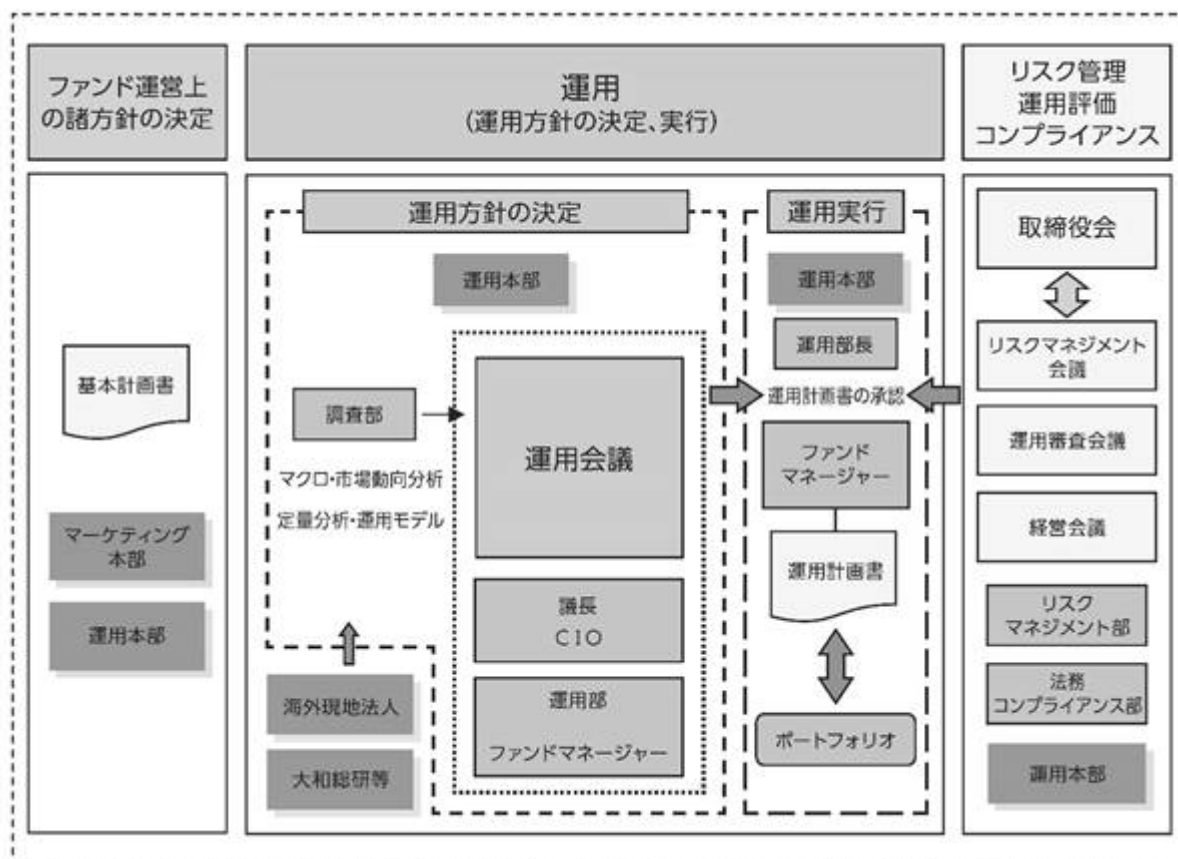 ファンド運営上
の諸方針の決定
運用
(運用方針の決定、実行)
リスク管理
運用評価
コンプライアンス
基本計画書
マーケティング
本部
運用本部
運用方針の決定
運用本部
調査部
マクロ・市場動向分析
定量分析・運用モデル
運用会議
議長
CIO
運用部
ファンドマネージャー
海外現地法人
大和総研等
運用実行
運用本部
運用部長
運用計画書の承認
ファンド
マネージャー
運用計画書
ポートフォリオ
取締役会
リスクマネジメント
会議
運用審査会議
経営会議
リスク
マネジメント部
法務
コンプライアンス部
運用本部